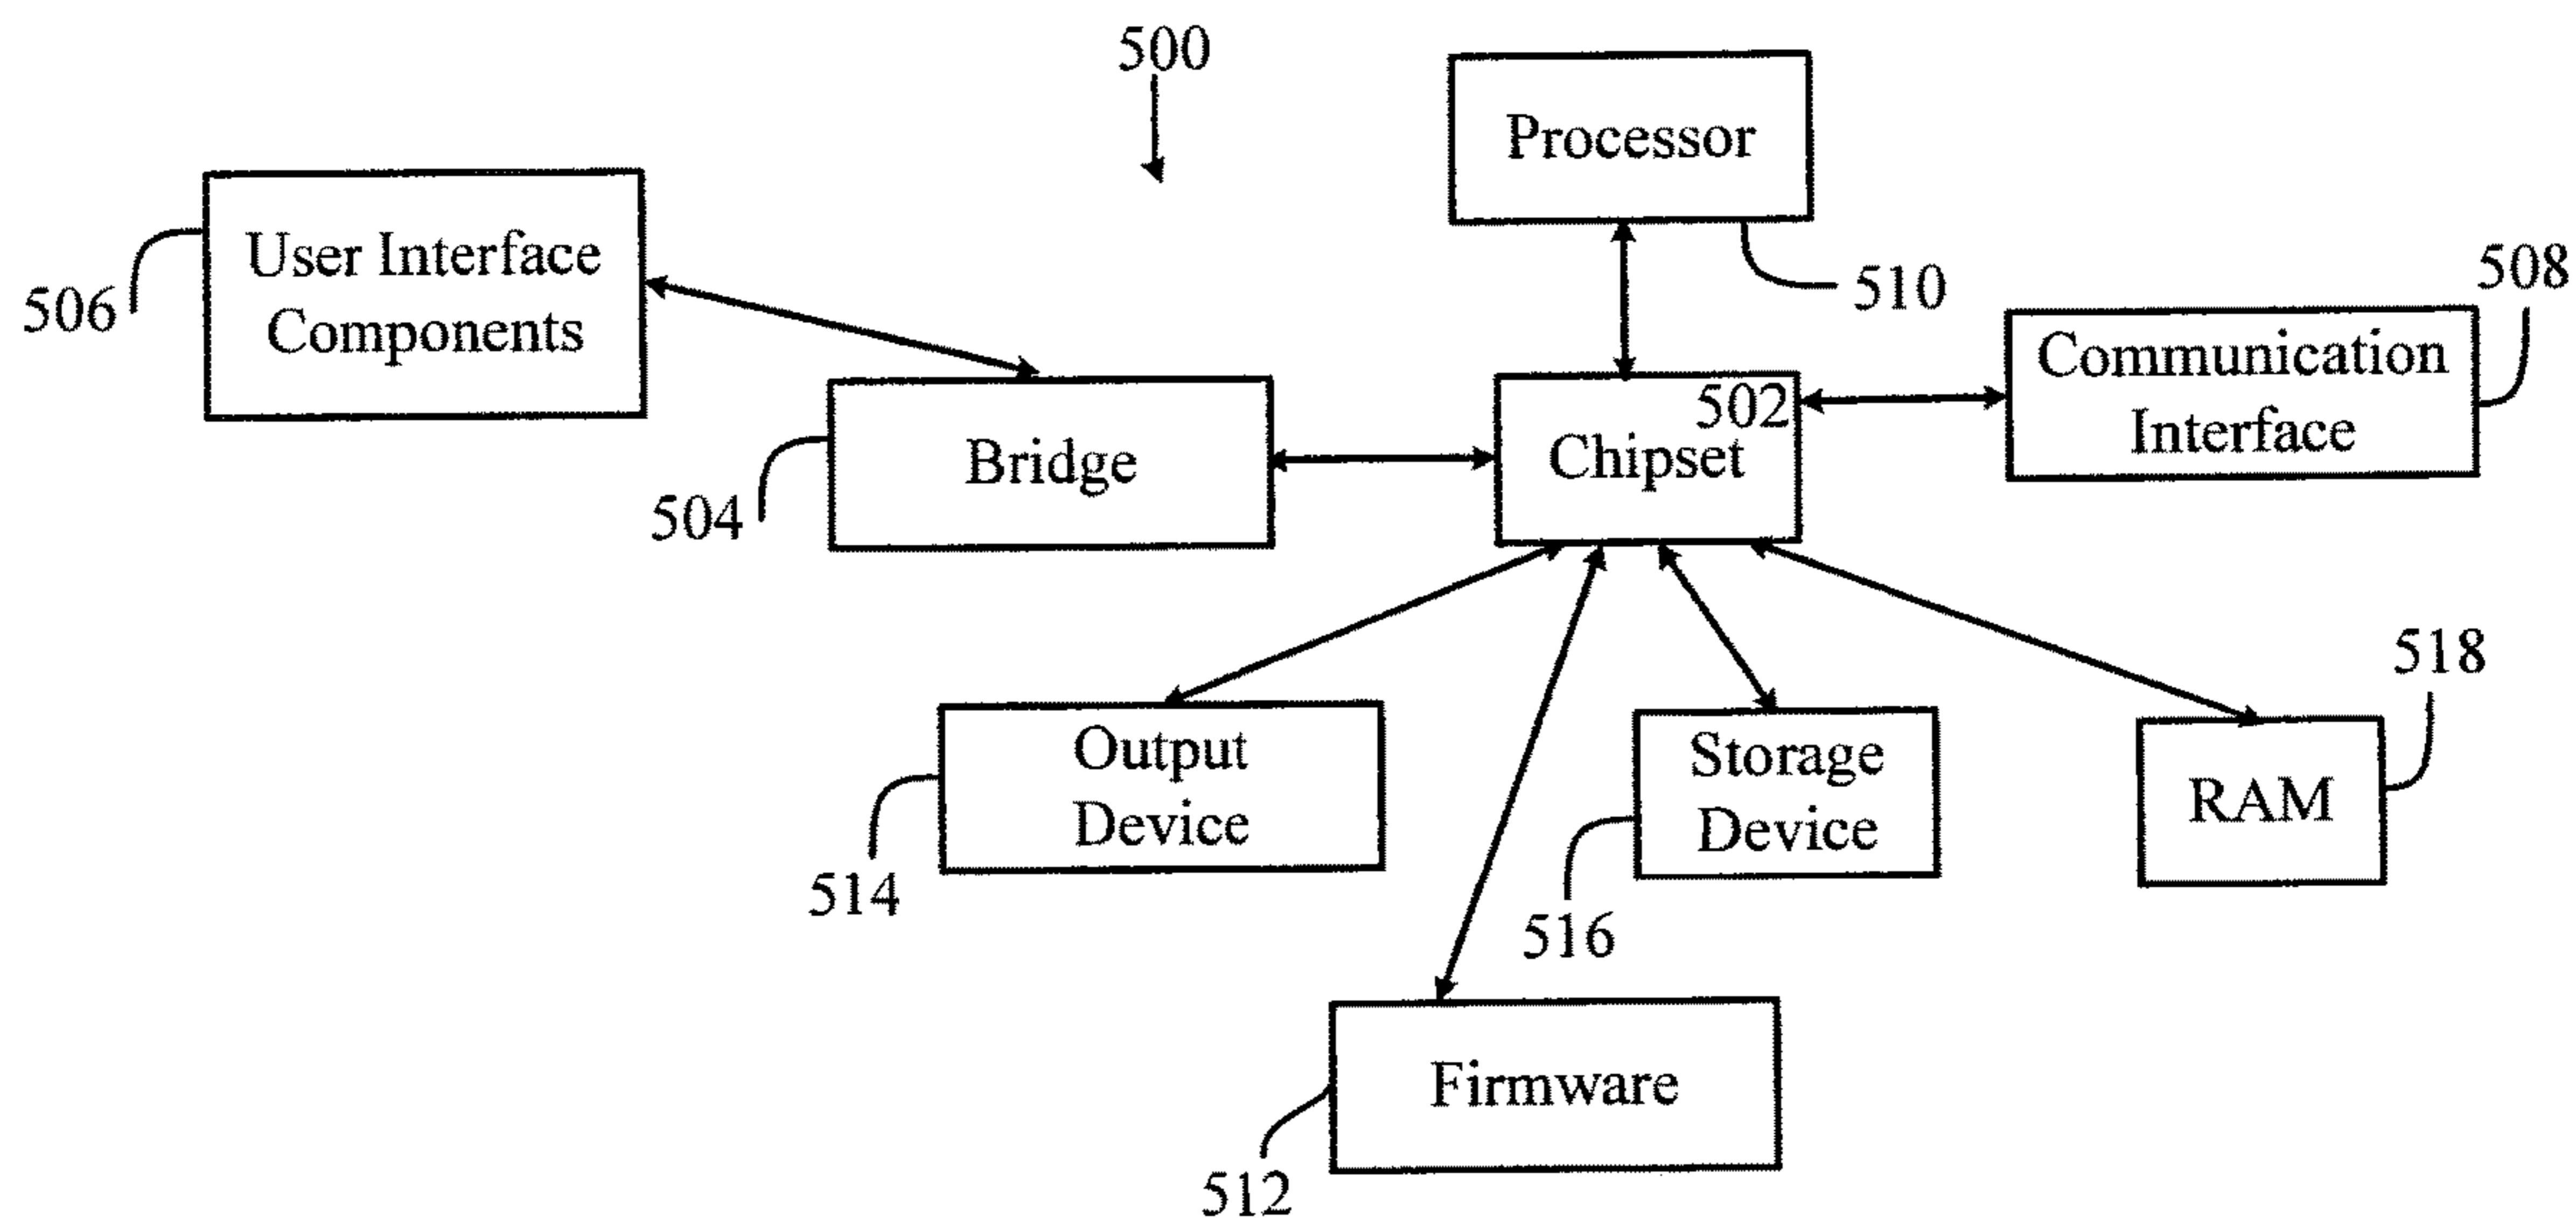 500
Processor
User Interface
Components
506
510
508
Communication
Interface
502
Chipset
Bridge
504
518
Output
Device
514
Storage
Device
516
RAM
Firmware
512